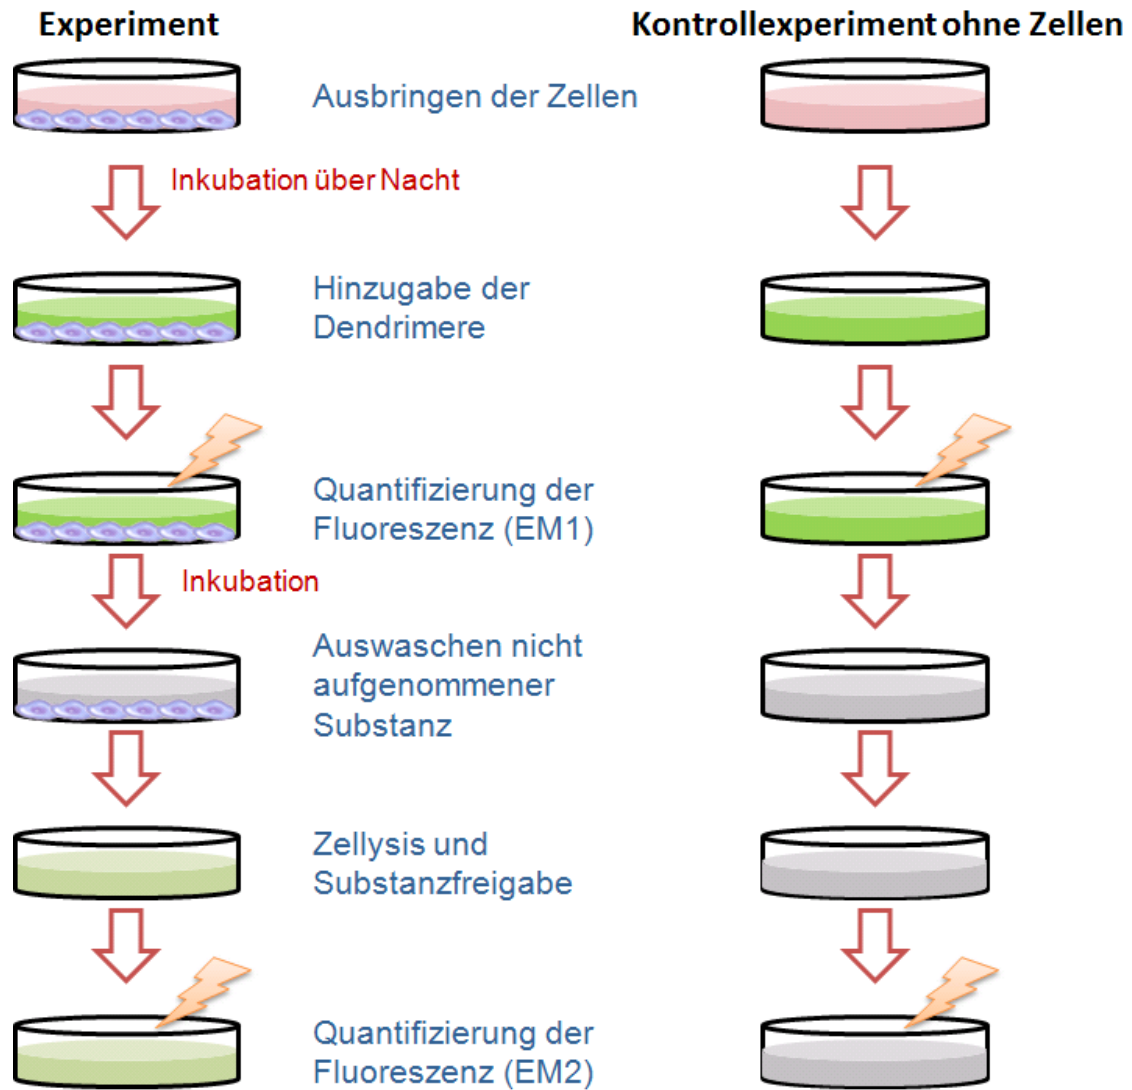 Experiment
Kontrollexperiment ohne Zellen
Ausbringen der Zellen
Inkubation über Nacht
Hinzugabe der
Dendrimere
Quantifizierung der
Fluoreszenz (EM1)
Inkubation
Auswaschen nicht
aufgenommener
Substanz
Zellysis und
Substanzfreigabe
Quantifizierung der
Fluoreszenz (EM2)